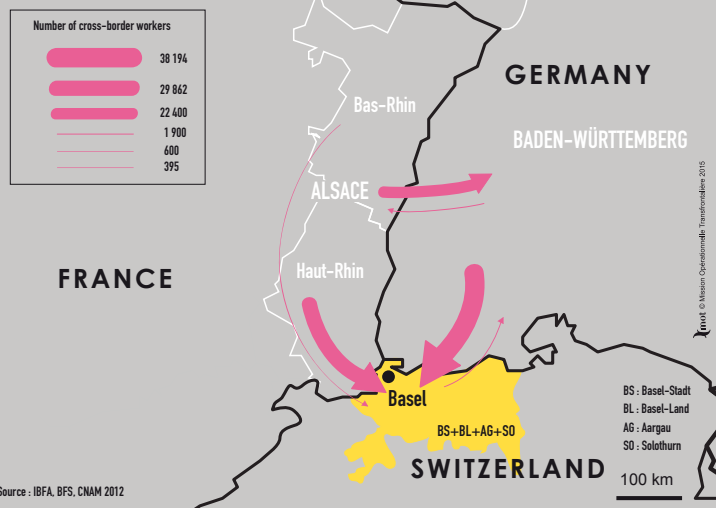 Number of cross-border workers
38 194
29 862
22 400
1 900
600
395
GERMANY
Bas-Rhin
BADEN-WÜRTTEMBERG
ALSACE
FRANCE
Haut-Rhin
Basel
BS+BL+AG+SO
SWITZERLAND
BS : Basel-Stadt
BL : Basel-Land
AG : Aargau
SO : Solothurn
100 km
Source : IBFA, BFS, CNAM 2012
mot © Mission Opérationnelle Transfrontalière 2015